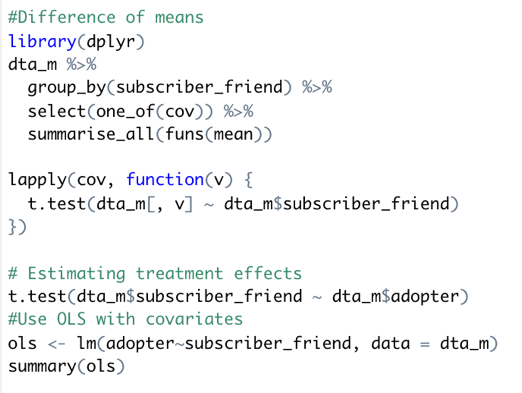 #Difference of means
library(dplyr)
dta_m %>%
  group_by(subscriber_friend) %>%
  select(one_of(cov)) %>%
  summarise_all(funs(mean))

lapply(cov, function(v) {
  t.test(dta_m[, v] ~ dta_m$subscriber_friend)
})

# Estimating treatment effects
t.test(dta_m$subscriber_friend ~ dta_m$adopter)
#Use OLS with covariates
ols <- lm(adopter~subscriber_friend, data = dta_m)
summary(ols)